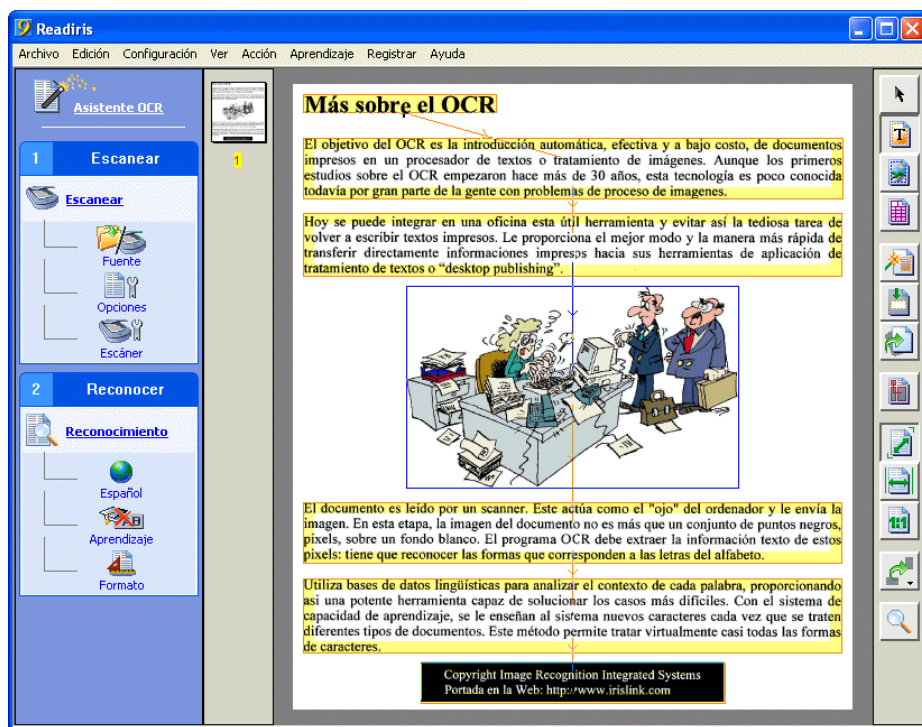 Readiris
Archivo Edición Configuración Ver Acción Aprendizaje Registrar Ayuda
Asistente OCR
1 Escanear
Escanear
Fuente
Opciones
Escáner
2 Reconocer
Reconocimiento
Español
Aprendizaje
Formato
1
Más sobre el OCR
El objetivo del OCR es la introducción automática, efectiva y a bajo costo, de documentos
impresos en un procesador de textos o tratamiento de imágenes. Aunque los primeros
estudios sobre el OCR empezaron hace más de 30 años, esta tecnología es poco conocida
todavía por gran parte de la gente con problemas de proceso de imagenes.
Hoy se puede integrar en una oficina esta útil herramienta y evitar así la tediosa tarea de
volver a escribir textos impresos. Le proporciona el mejor modo y la manera más rápida de
transferir directamente informaciones impresas hacia sus herramientas de aplicación de
tratamiento de textos o "desktop publishing".
El documento es leído por un scanner. Este actúa como el "ojo" del ordenador y le envía la
imagen. En esta etapa, la imagen del documento no es más que un conjunto de puntos negros,
pixels, sobre un fondo blanco. El programa OCR debe extraer la información texto de estos
pixels: tiene que reconocer las formas que corresponden a las letras del alfabeto.
Utiliza bases de datos lingüísticas para analizar el contexto de cada palabra, proporcionando
asi una potente herramienta capaz de solucionar los casos más difíciles. Con el sistema de
capacidad de aprendizaje, se le enseñan al sistema nuevos caracteres cada vez que se traten
diferentes tipos de documentos. Este método permite tratar virtualmente casi todas las formas
de caracteres.
Copyright Image Recognition Integrated Systems
Portada en la Web: http://www.irislink.com
1:1